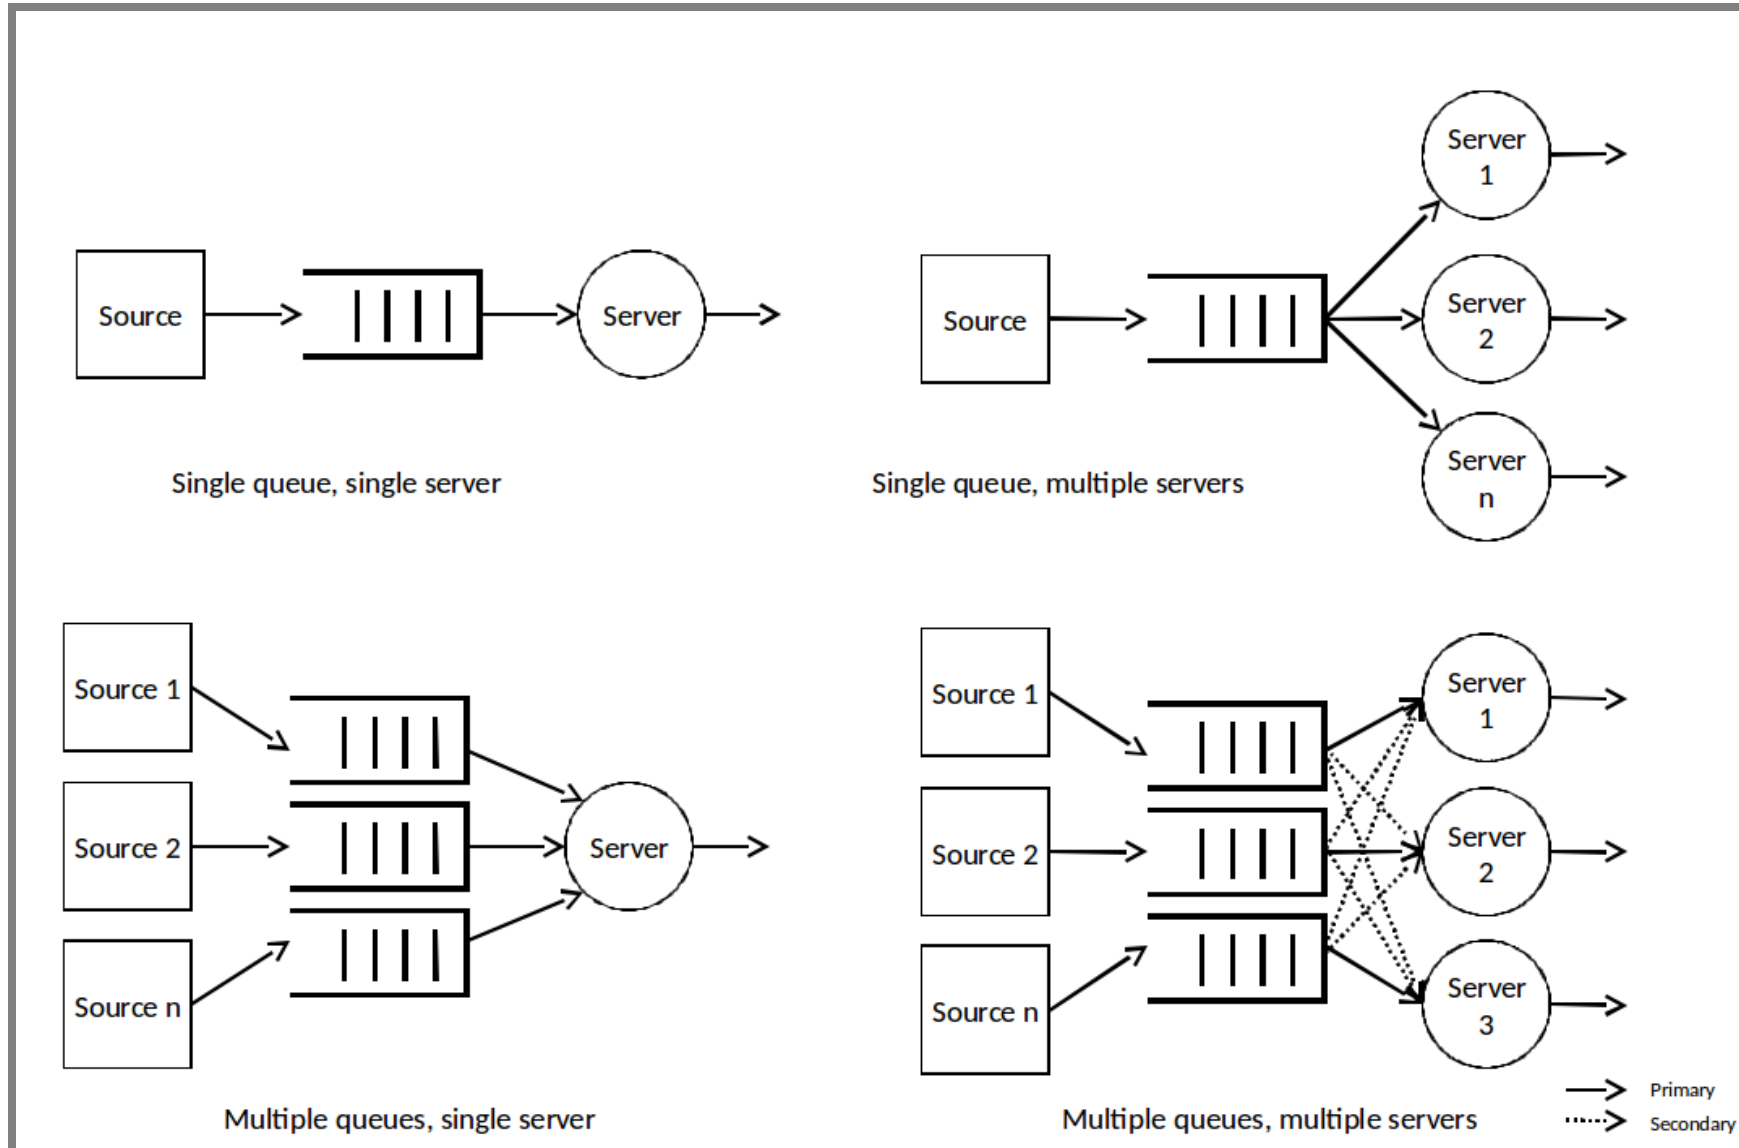 Source
Server
Single queue, single server
Source
Server
1
Server
2
Server
n
Single queue, multiple servers
Source 1
Source 2
Source n
Server
Multiple queues, single server
Source 1
Source 2
Source n
Server
1
Server
2
Server
3
Multiple queues, multiple servers
Primary
Secondary